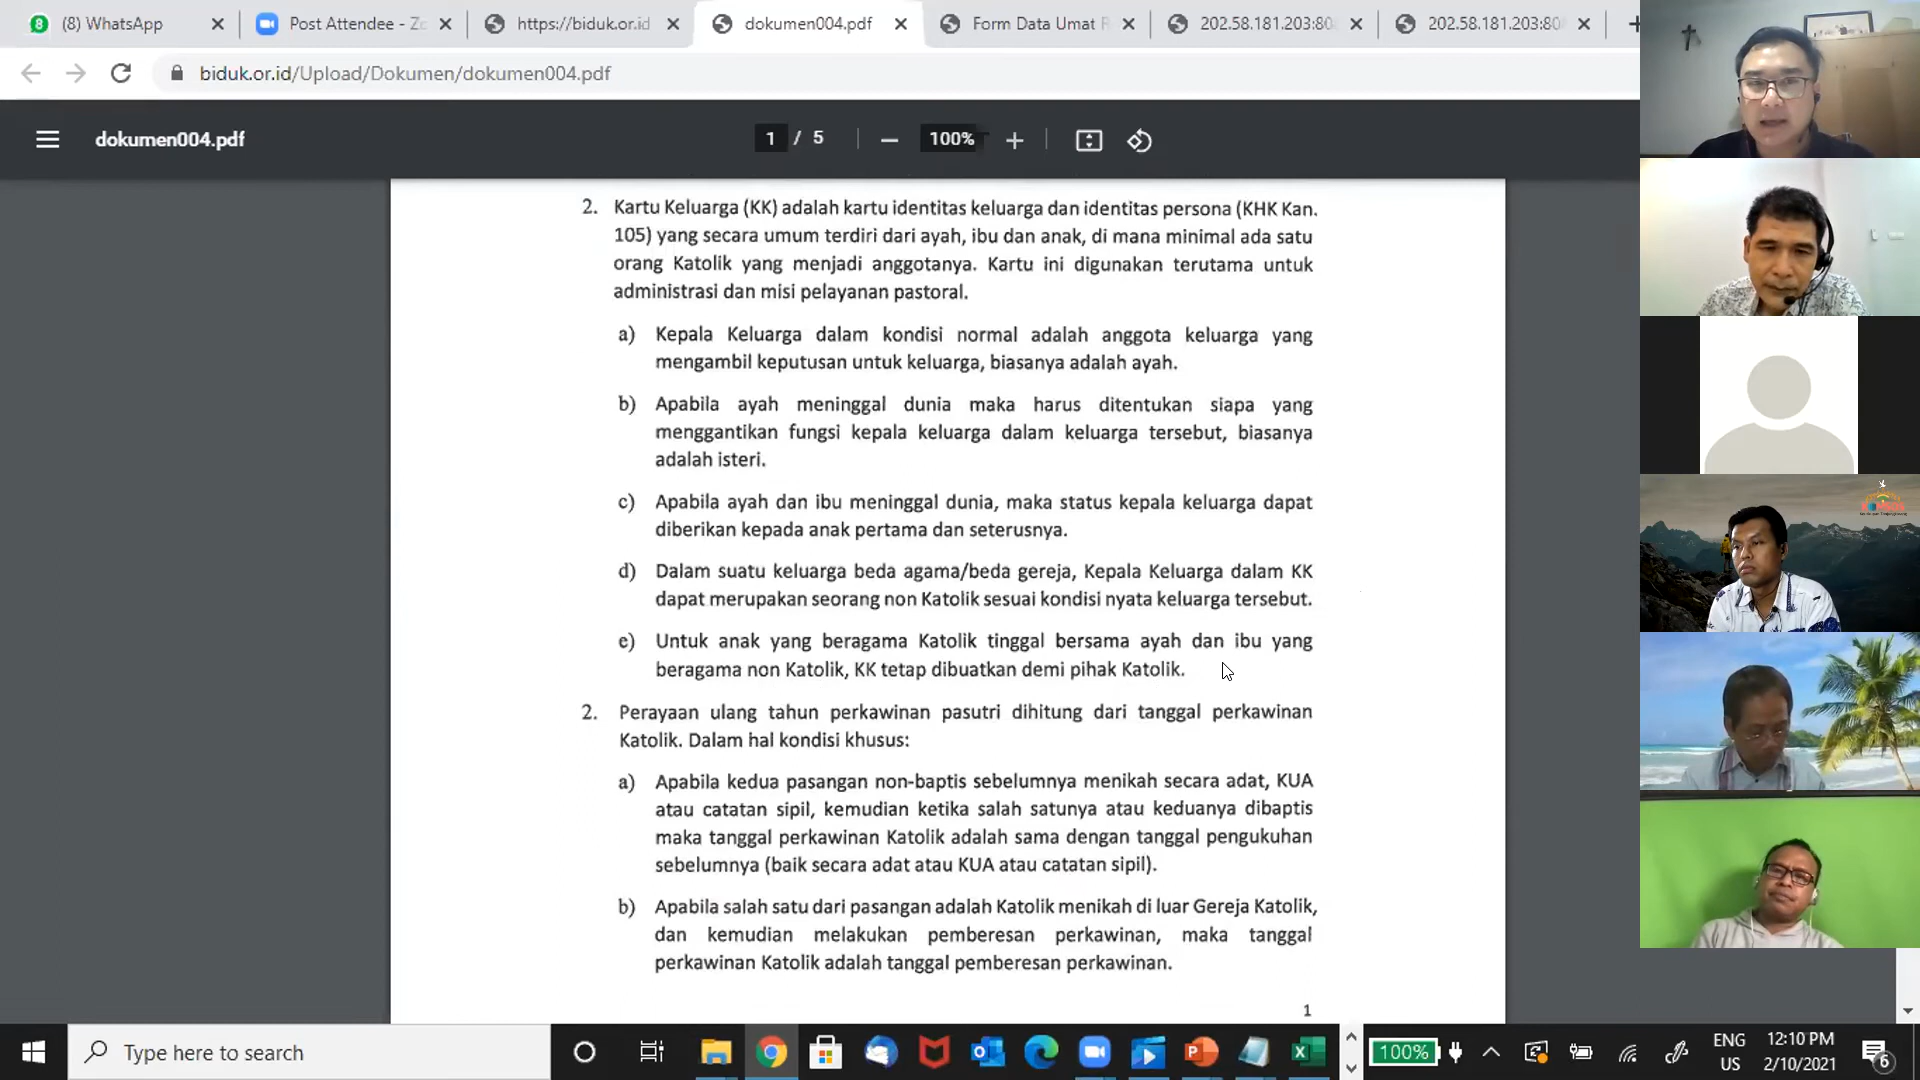 (8) WhatsApp
Post Attendee - Zo
https://biduk.or.id
dokumen004.pdf
Form Data Umat
202.58.181.203:80
202.58.181.203:80
biduk.or.id/Upload/Dokumen/dokumen004.pdf
dokumen004.pdf
1 / 5
100%
2. Kartu Keluarga (KK) adalah kartu identitas keluarga dan identitas persona (KHK Kan.
105) yang secara umum terdiri dari ayah, ibu dan anak, di mana minimal ada satu
orang Katolik yang menjadi anggotanya. Kartu ini digunakan terutama untuk
administrasi dan misi pelayanan pastoral.
a) Kepala Keluarga dalam kondisi normal adalah anggota keluarga yang
mengambil keputusan untuk keluarga, biasanya adalah ayah.
b) Apabila ayah meninggal dunia maka harus ditentukan siapa yang
menggantikan fungsi kepala keluarga dalam keluarga tersebut, biasanya
adalah isteri.
c) Apabila ayah dan ibu meninggal dunia, maka status kepala keluarga dapat
diberikan kepada anak pertama dan seterusnya.
d) Dalam suatu keluarga beda agama/beda gereja, Kepala Keluarga dalam KK
dapat merupakan seorang non Katolik sesuai kondisi nyata keluarga tersebut.
e) Untuk anak yang beragama Katolik tinggal bersama ayah dan ibu yang
beragama non Katolik, KK tetap dibuatkan demi pihak Katolik.
2. Perayaan ulang tahun perkawinan pasutri dihitung dari tanggal perkawinan
Katolik. Dalam hal kondisi khusus:
a) Apabila kedua pasangan non-baptis sebelumnya menikah secara adat, KUA
atau catatan sipil, kemudian ketika salah satunya atau keduanya dibaptis
maka tanggal perkawinan Katolik adalah sama dengan tanggal pengukuhan
sebelumnya (baik secara adat atau KUA atau catatan sipil).
b) Apabila salah satu dari pasangan adalah Katolik menikah di luar Gereja Katolik,
dan kemudian melakukan pemberesan perkawinan, maka tanggal
perkawinan Katolik adalah tanggal pemberesan perkawinan.
1
Type here to search
100%
ENG
US
12:10 PM
2/10/2021
6